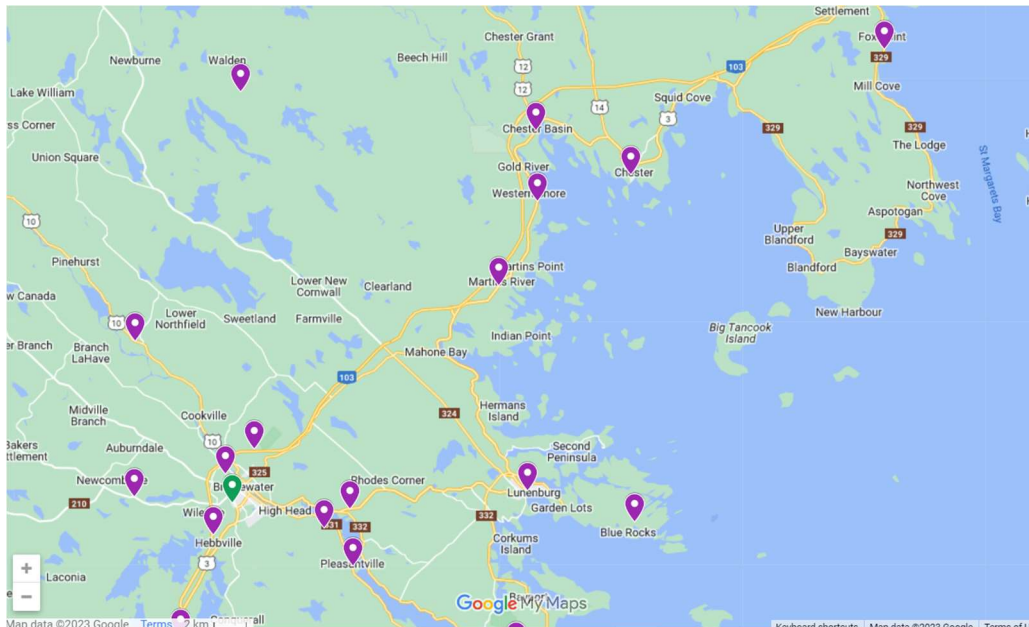 Settlement
Chester Grant
Newburne
Walden
Beech Hill
12
103
329
Mill Cove
Lake William
12
14
Squid Cove
3
ss Corner
Chester Basin
329
329
The Lodge
Union Square
Gold River
Chester
St Margarets Bay
Northwest
Cove
10
Aspotogan
Upper
Blandford
329
Pinehurst
Bayswater
Martins Point
Blandford
Lower New
Cornwall
Clearland
Martins River
w Canada
Lower
Northfield
Sweetland
Farmville
New Harbour
10
Indian Point
Big Tancook
Island
er Branch
Branch
LaHave
Mahone Bay
103
Midville
Branch
Cookville
Hermans
Island
324
10
Bakers
ttlement
Auburndale
Second
Peninsula
325
Rhodes Corner
210
Lunenburg
High Head
Garden Lots
332
331
332
Blue Rocks
Hebbville
Corkums
Island
3
Pleasantville
+
Laconia
−
Google My Maps
Map data ©2023 Google
Terms
2 km
Keyboard shortcuts
Map data ©2023 Google